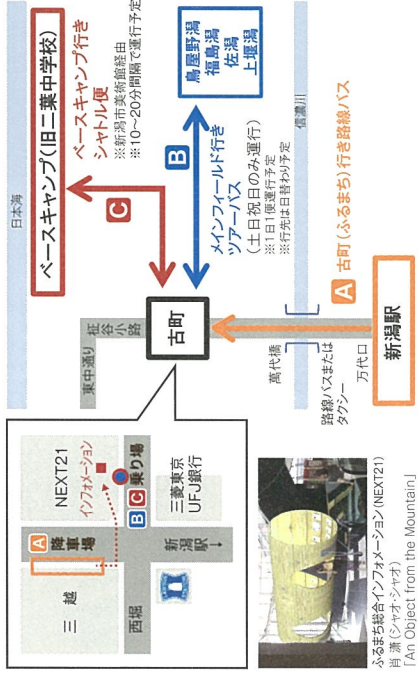 日本海
ベースキャンプ(旧二葉中学校)
ベースキャンプ行き
シャトル便
※新潟市美術館経由
※10~20分間隔で運行予定
C
鳥屋野潟
福島潟
佐潟
上堰潟
B
メインフィールド行き
ツアーバス
(土日祝日のみ運行)
※1日1便運行予定
※行先は日替わり予定
信濃川
東中通り
柾谷小路
古町
萬代橋
A 古町(ふるまち)行き路線バス
路線バスまたは
タクシー
万代口
新潟駅
三越
A
降車場
NEXT21
インフォメーション
B C 乗り場
西堀
新潟駅↓
三菱東京
UFJ銀行
ふるまち総合インフォメーション(NEXT21)
肖 瀟(シャオ・シャオ)
「An Object from the Mountain」